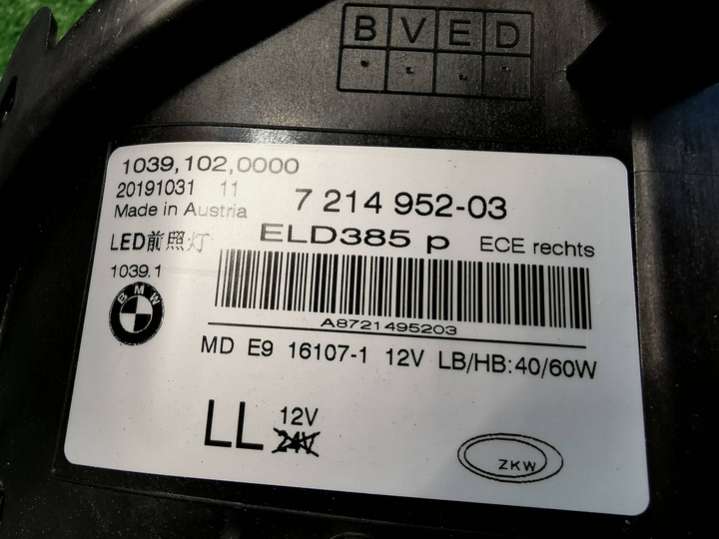 B V E D
1039,102,0000
20191031 11
7 214 952-03
Made in Austria
LED前照灯
ELD385 p
ECE rechts
1039.1
BMW
A8721495203
MD E9 16107-1 12V LB/HB:40/60W
LL
12V
24V
ZKW